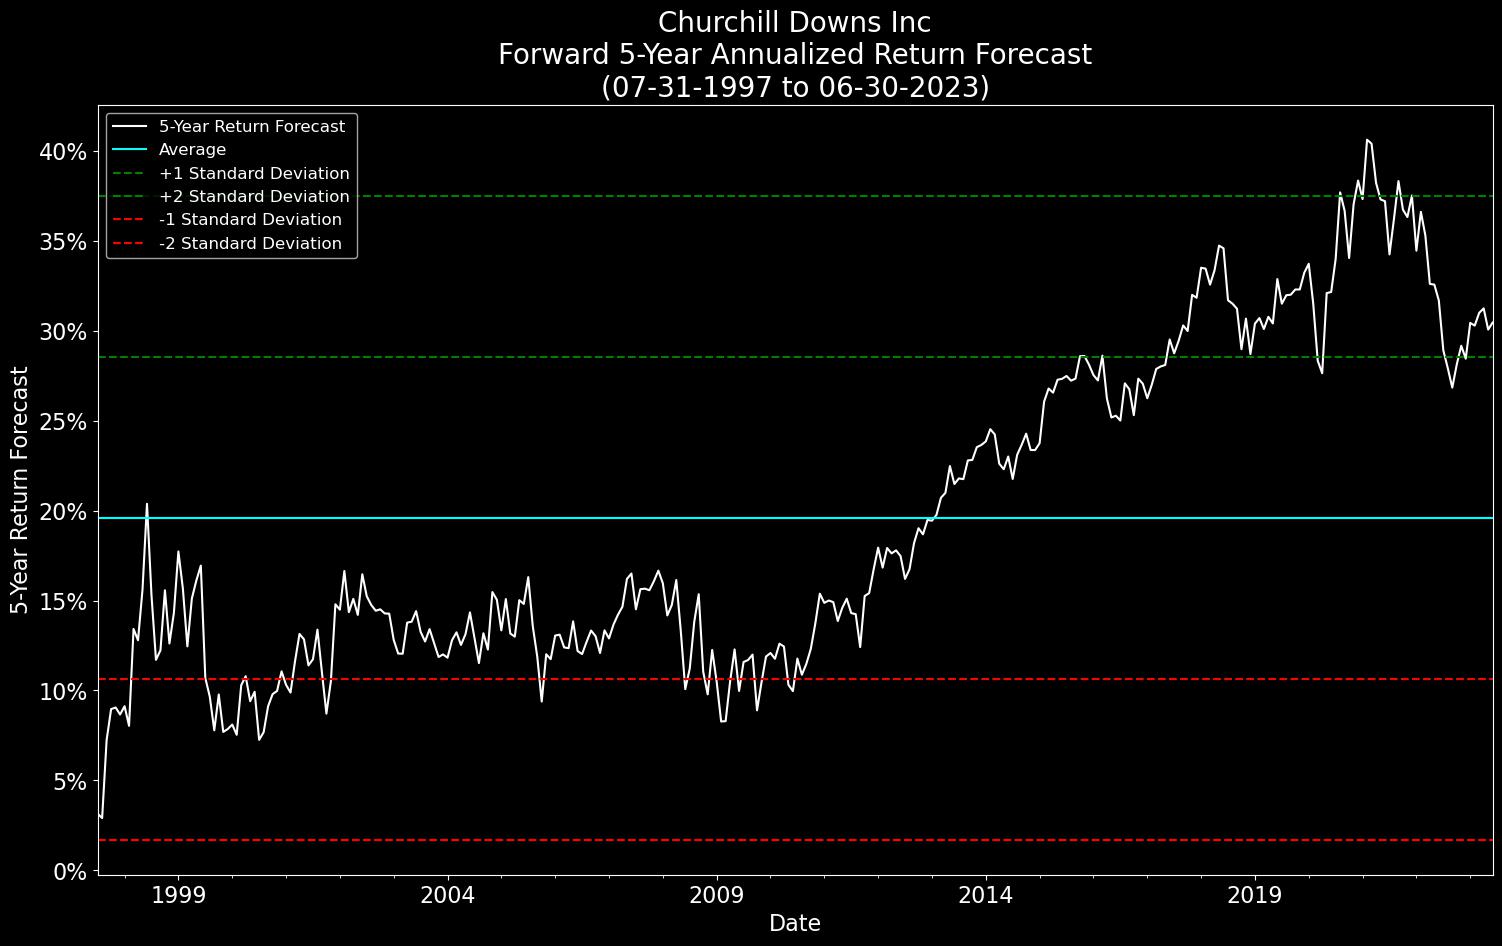 Churchill Downs Inc
Forward 5-Year Annualized Return Forecast
(07-31-1997 to 06-30-2023)
5-Year Return Forecast
Average
+1 Standard Deviation
+2 Standard Deviation
-1 Standard Deviation
-2 Standard Deviation
40%
35%
30%
25%
20%
15%
10%
5%
0%
5-Year Return Forecast
1999
2004
2009
2014
2019
Date